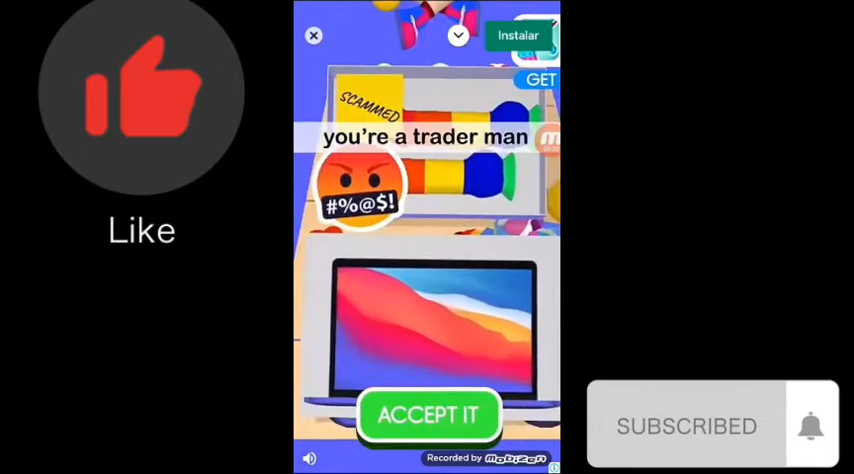 Instalar
GET
SCAMMED
you're a trader man
#%@$!
Like
ACCEPT IT
SUBSCRIBED
Recorded by mobizen